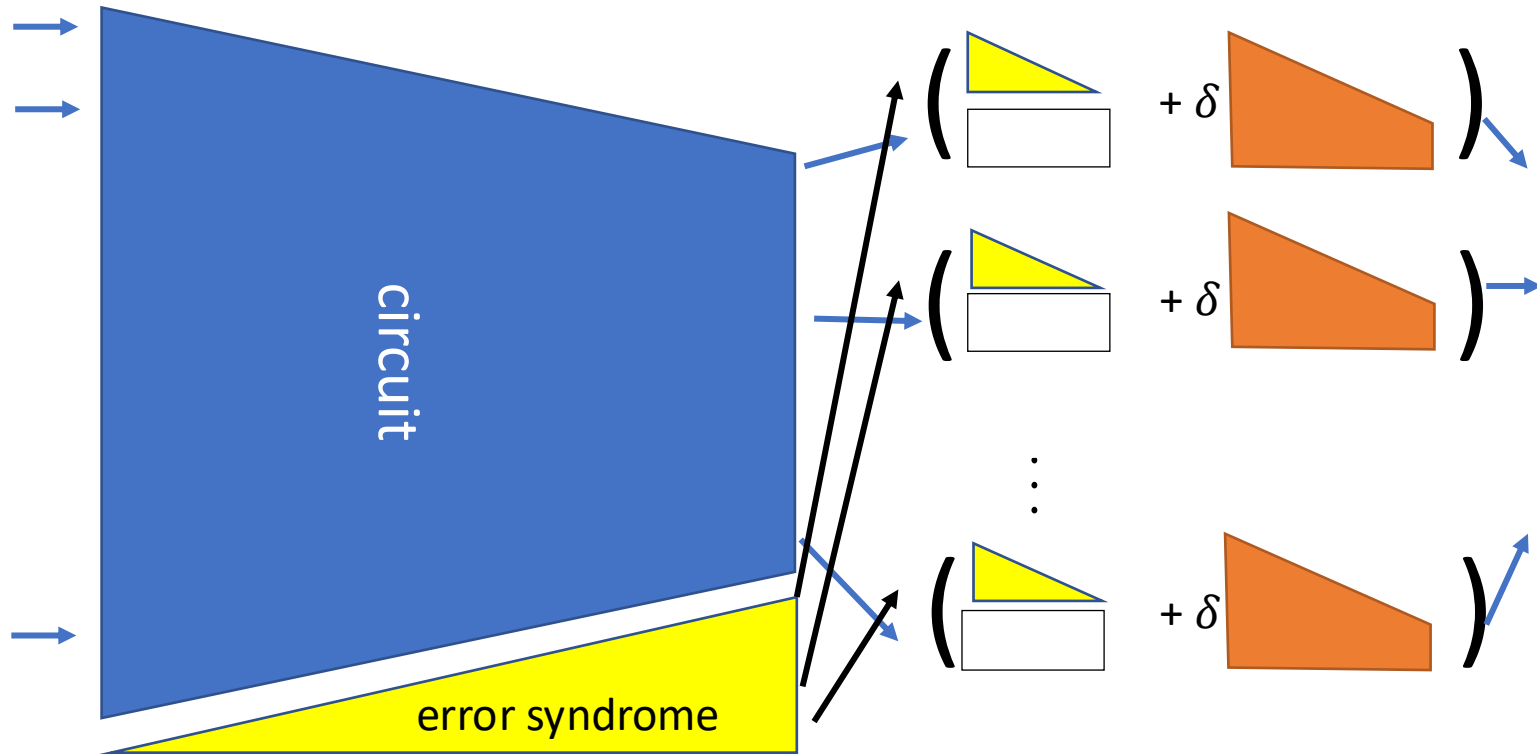 ( + δ )
circuit
( + δ )
⋮
( + δ )
error syndrome